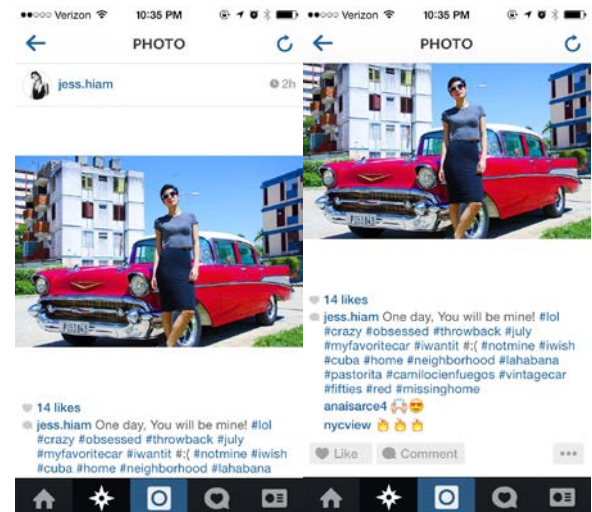 Verizon 10:35 PM
PHOTO
jess.hiam 2h
14 likes
jess.hiam One day, You will be mine! #lol
#crazy #obsessed #throwback #july
#myfavoritecar #iwantit #:( #notmine #iwish
#cuba #home #neighborhood #lahabana
Verizon 10:35 PM
PHOTO
14 likes
jess.hiam One day, You will be mine! #lol
#crazy #obsessed #throwback #july
#myfavoritecar #iwantit #:( #notmine #iwish
#cuba #home #neighborhood #lahabana
#pastorita #camilocienfuegos #vintagecar
#fifties #red #missinghome
anaisarce4 🙌😍
nycview 🔥🔥🔥
Like Comment